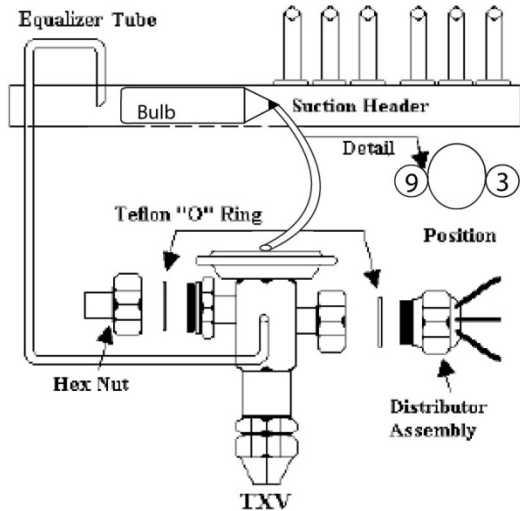 Equalizer Tube
Bulb
Suction Header
Detail
9 3
Teflon "O" Ring
Position
Hex Nut
Distributor
Assembly
TXV